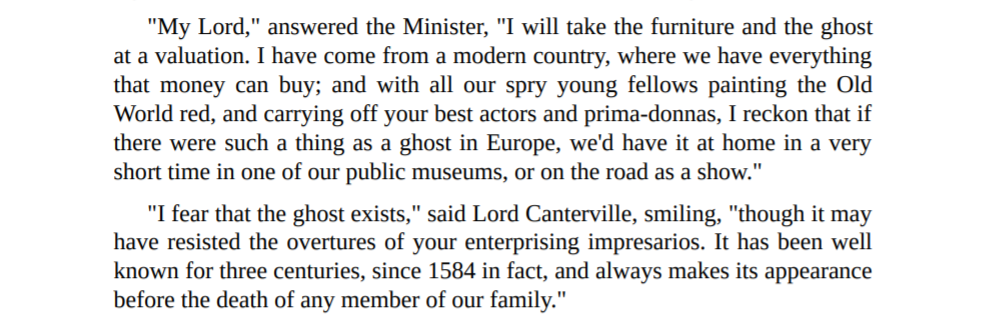 "My Lord," answered the Minister, "I will take the furniture and the ghost
at a valuation. I have come from a modern country, where we have everything
that money can buy; and with all our spry young fellows painting the Old
World red, and carrying off your best actors and prima-donnas, I reckon that if
there were such a thing as a ghost in Europe, we'd have it at home in a very
short time in one of our public museums, or on the road as a show."
"I fear that the ghost exists," said Lord Canterville, smiling, "though it may
have resisted the overtures of your enterprising impresarios. It has been well
known for three centuries, since 1584 in fact, and always makes its appearance
before the death of any member of our family."